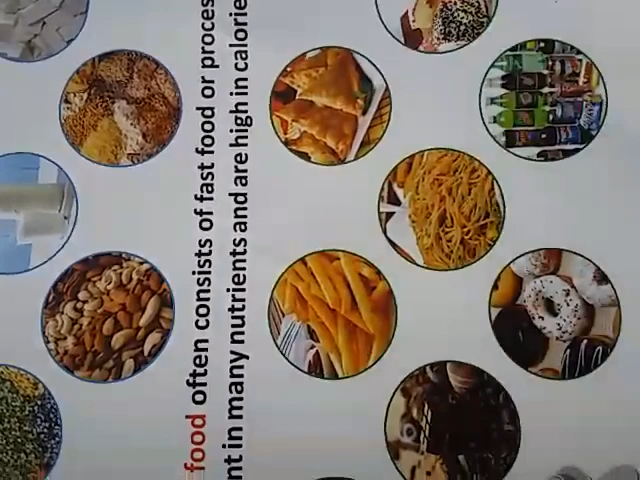 food often consists of fast food or proces
nt in many nutrients and are high in calorie